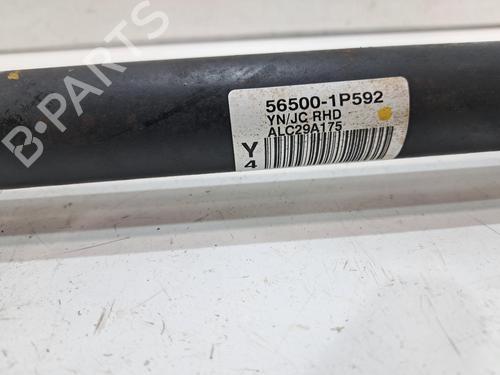 B-PARTS
56500-1P592
YN/JC RHD
ALC29A175
Y
4